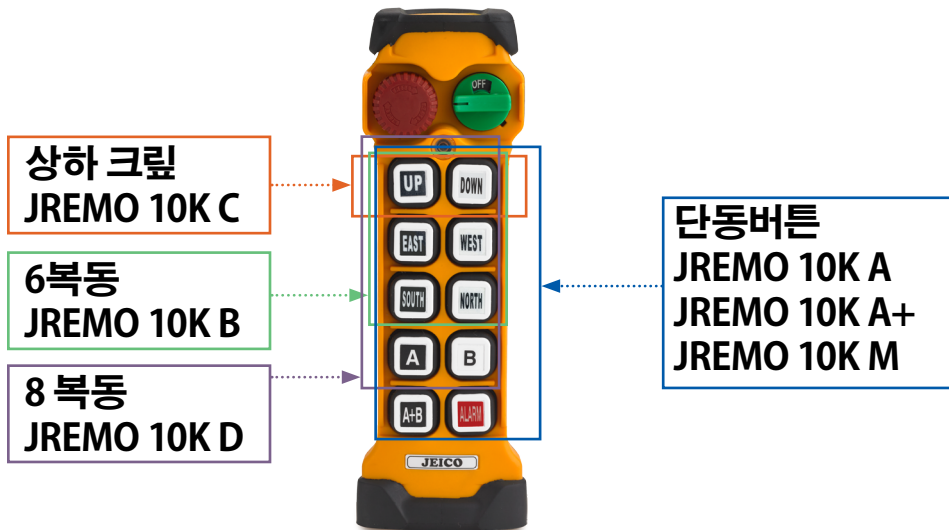 상하 크릪
JREMO 10K C
6복동
JREMO 10K B
8 복동
JREMO 10K D
OFF
UP DOWN
EAST WEST
SOUTH NORTH
A B
A+B ALARM
JEICO
단동버튼
JREMO 10K A
JREMO 10K A+
JREMO 10K M